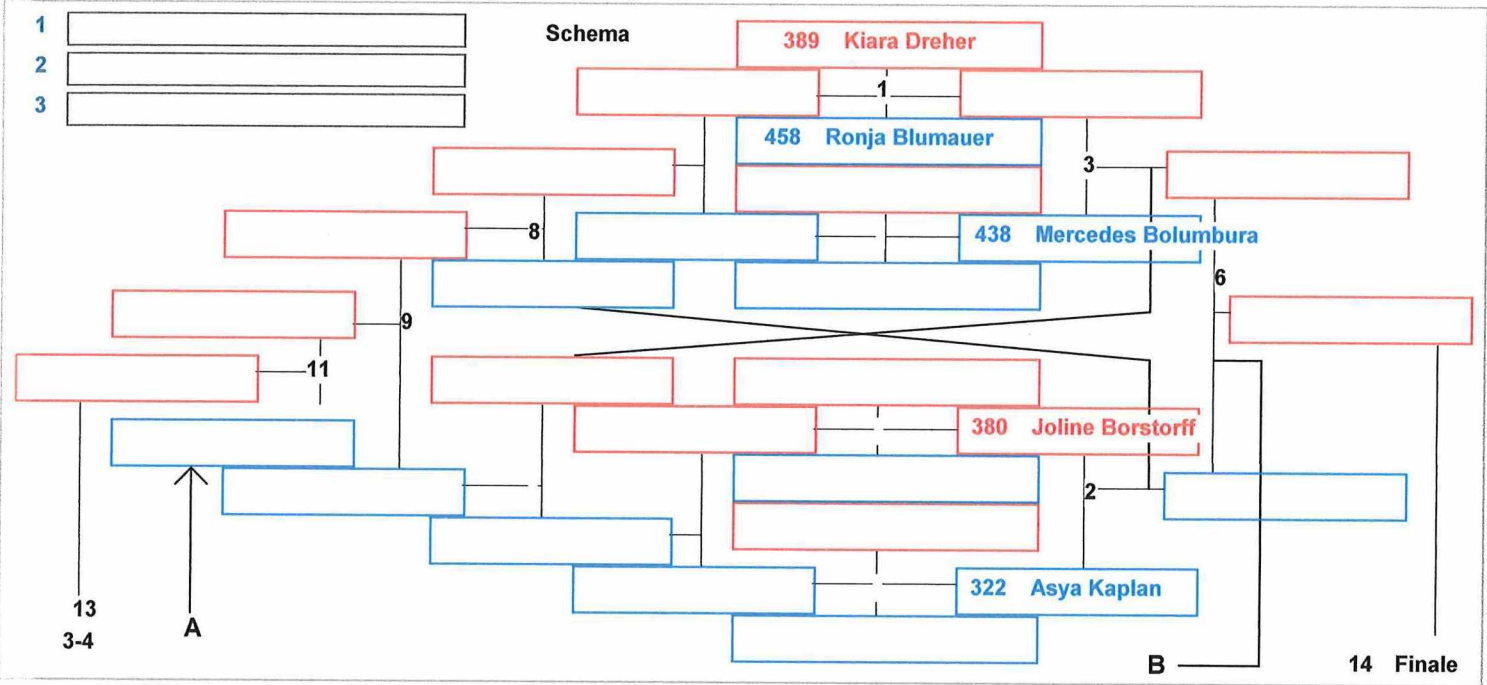 1
Schema
389 Kiara Dreher
2
1
3
458 Ronja Blumauer
3
8
438 Mercedes Bolumbura
6
9
11
380 Joline Borstorff
2
322 Asya Kaplan
13
3-4
A
B
14 Finale